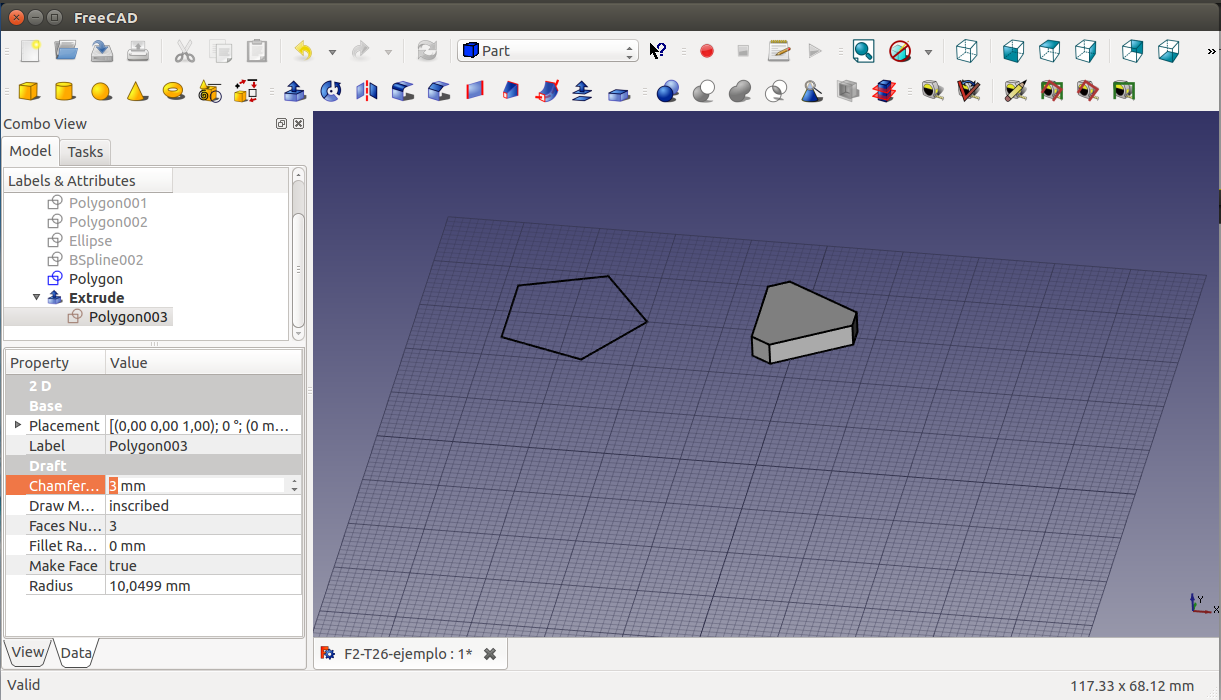 FreeCAD
Part
»
Combo View
Model Tasks
Labels & Attributes
Polygon001
Polygon002
Ellipse
BSpline002
Polygon
Extrude
Polygon003
Property Value
2 D
Base
Placement [(0,00 0,00 1,00); 0 °; (0 m...
Label Polygon003
Draft
Chamfer... 3 mm
Draw M... inscribed
Faces Nu... 3
Fillet Ra... 0 mm
Make Face true
Radius 10,0499 mm
Y
X
View Data
F2-T26-ejemplo : 1*
Valid 117.33 x 68.12 mm